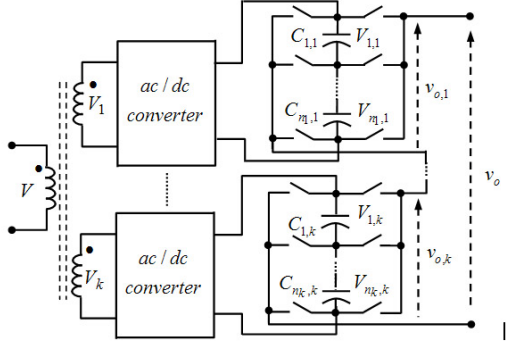 C1,1
V1,1
V1
ac / dc
converter
Cn1,1
Vn1,1
vo,1
V
vo
Vk
ac / dc
converter
C1,k
V1,k
Cnk,k
Vnk,k
vo,k